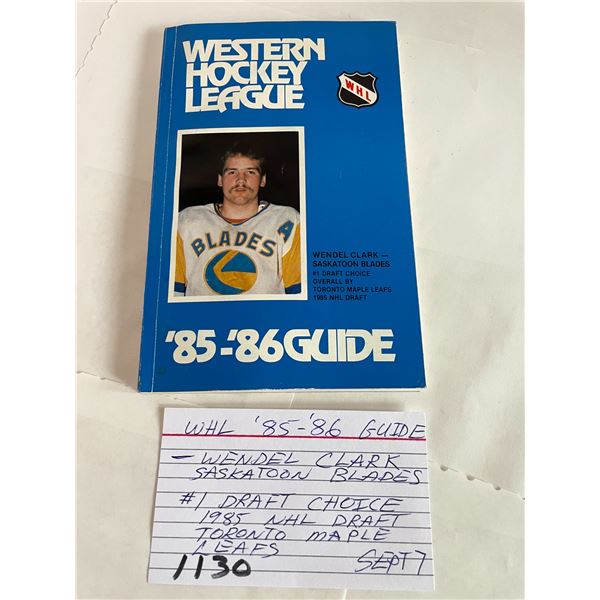 WESTERN
HOCKEY
LEAGUE
WHL
A
BLADES
WENDEL CLARK —
SASKATOON BLADES
#1 DRAFT CHOICE
OVERALL BY
TORONTO MAPLE LEAFS
1985 NHL DRAFT
'85-'86 GUIDE
WHL '85-'86 GUIDE
- WENDEL CLARK
SASKATOON BLADES
#1 DRAFT CHOICE
1985 NHL DRAFT
TORONTO MAPLE
LEAFS
SEPT 7
1130